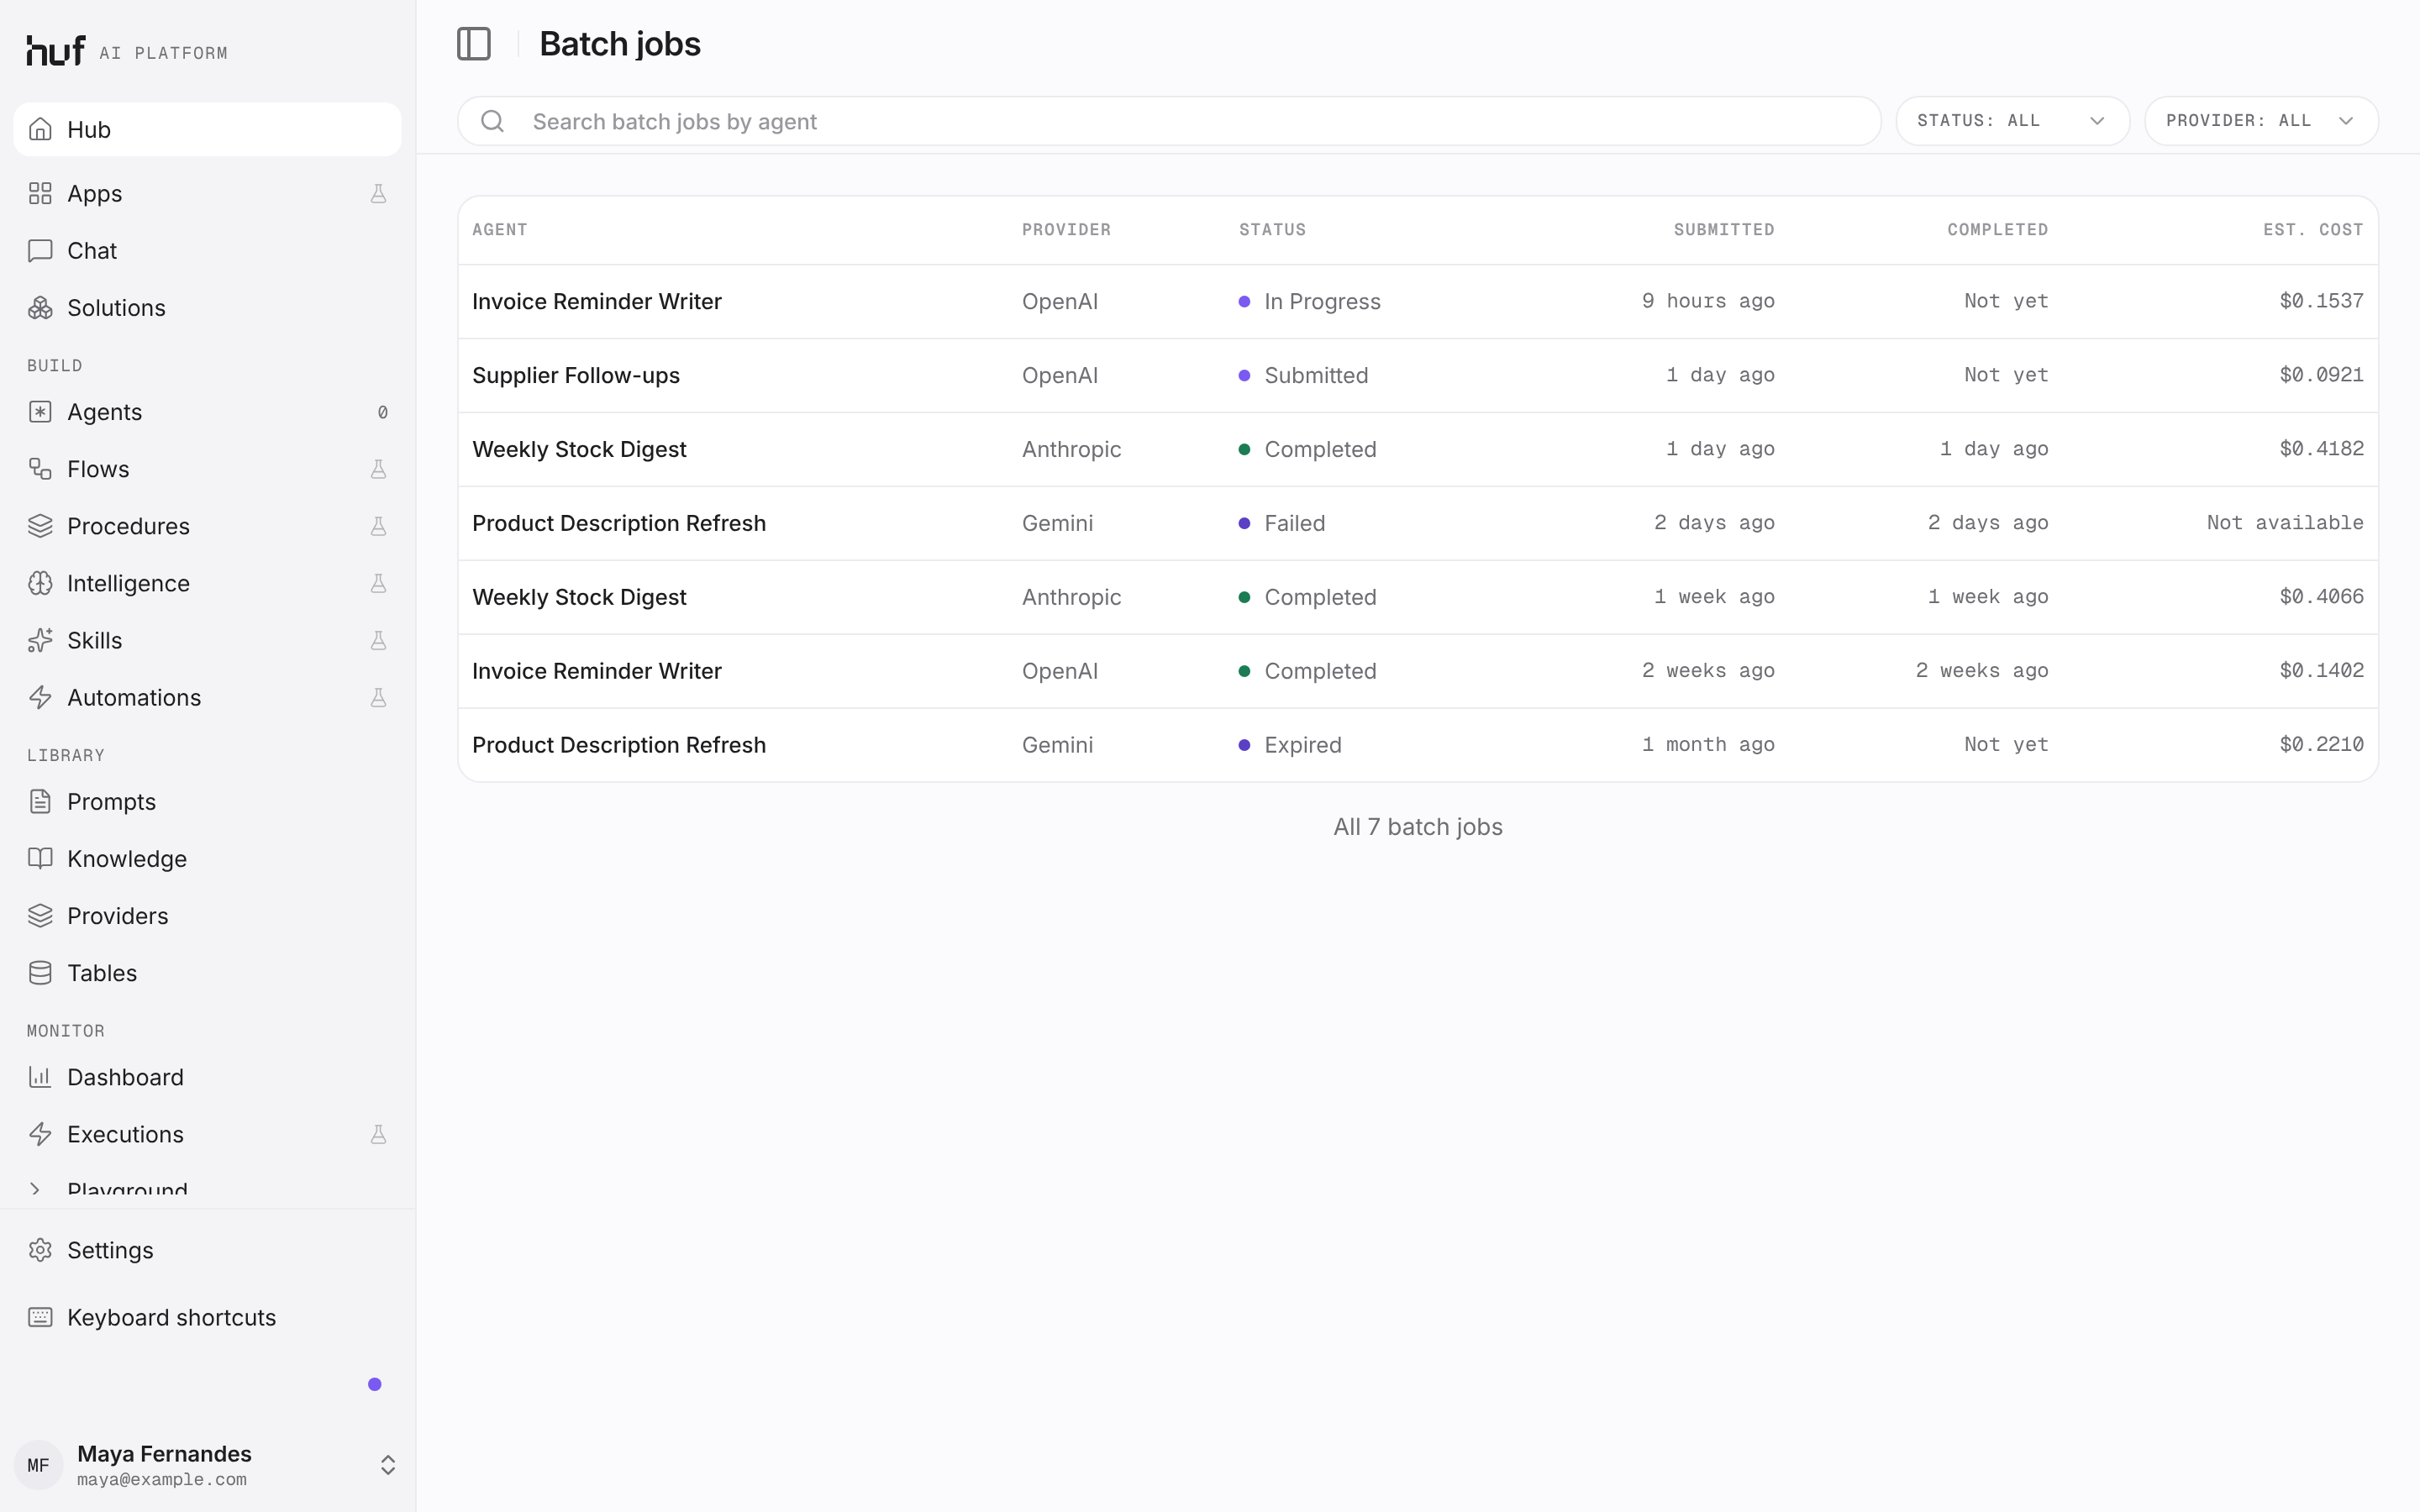 huf AI PLATFORM
Hub
Apps
Chat
Solutions
BUILD
Agents 0
Flows
Procedures
Intelligence
Skills
Automations
LIBRARY
Prompts
Knowledge
Providers
Tables
MONITOR
Dashboard
Executions
Playground
Settings
Keyboard shortcuts
MF Maya Fernandes
maya@example.com
Batch jobs
Search batch jobs by agent STATUS: ALL PROVIDER: ALL
AGENT PROVIDER STATUS SUBMITTED COMPLETED EST. COST
Invoice Reminder Writer OpenAI In Progress 9 hours ago Not yet $0.1537
Supplier Follow-ups OpenAI Submitted 1 day ago Not yet $0.0921
Weekly Stock Digest Anthropic Completed 1 day ago 1 day ago $0.4182
Product Description Refresh Gemini Failed 2 days ago 2 days ago Not available
Weekly Stock Digest Anthropic Completed 1 week ago 1 week ago $0.4066
Invoice Reminder Writer OpenAI Completed 2 weeks ago 2 weeks ago $0.1402
Product Description Refresh Gemini Expired 1 month ago Not yet $0.2210
All 7 batch jobs